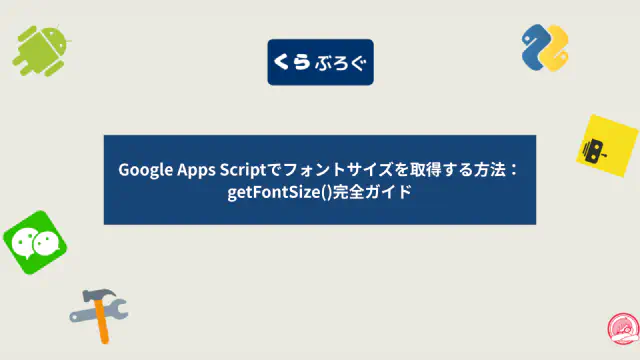 くらぶろぐ
Google Apps Scriptでフォントサイズを取得する方法：
getFontSize()完全ガイド